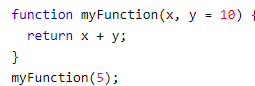 function myFunction(x, y = 10) {
return x + y;
}
myFunction(5);